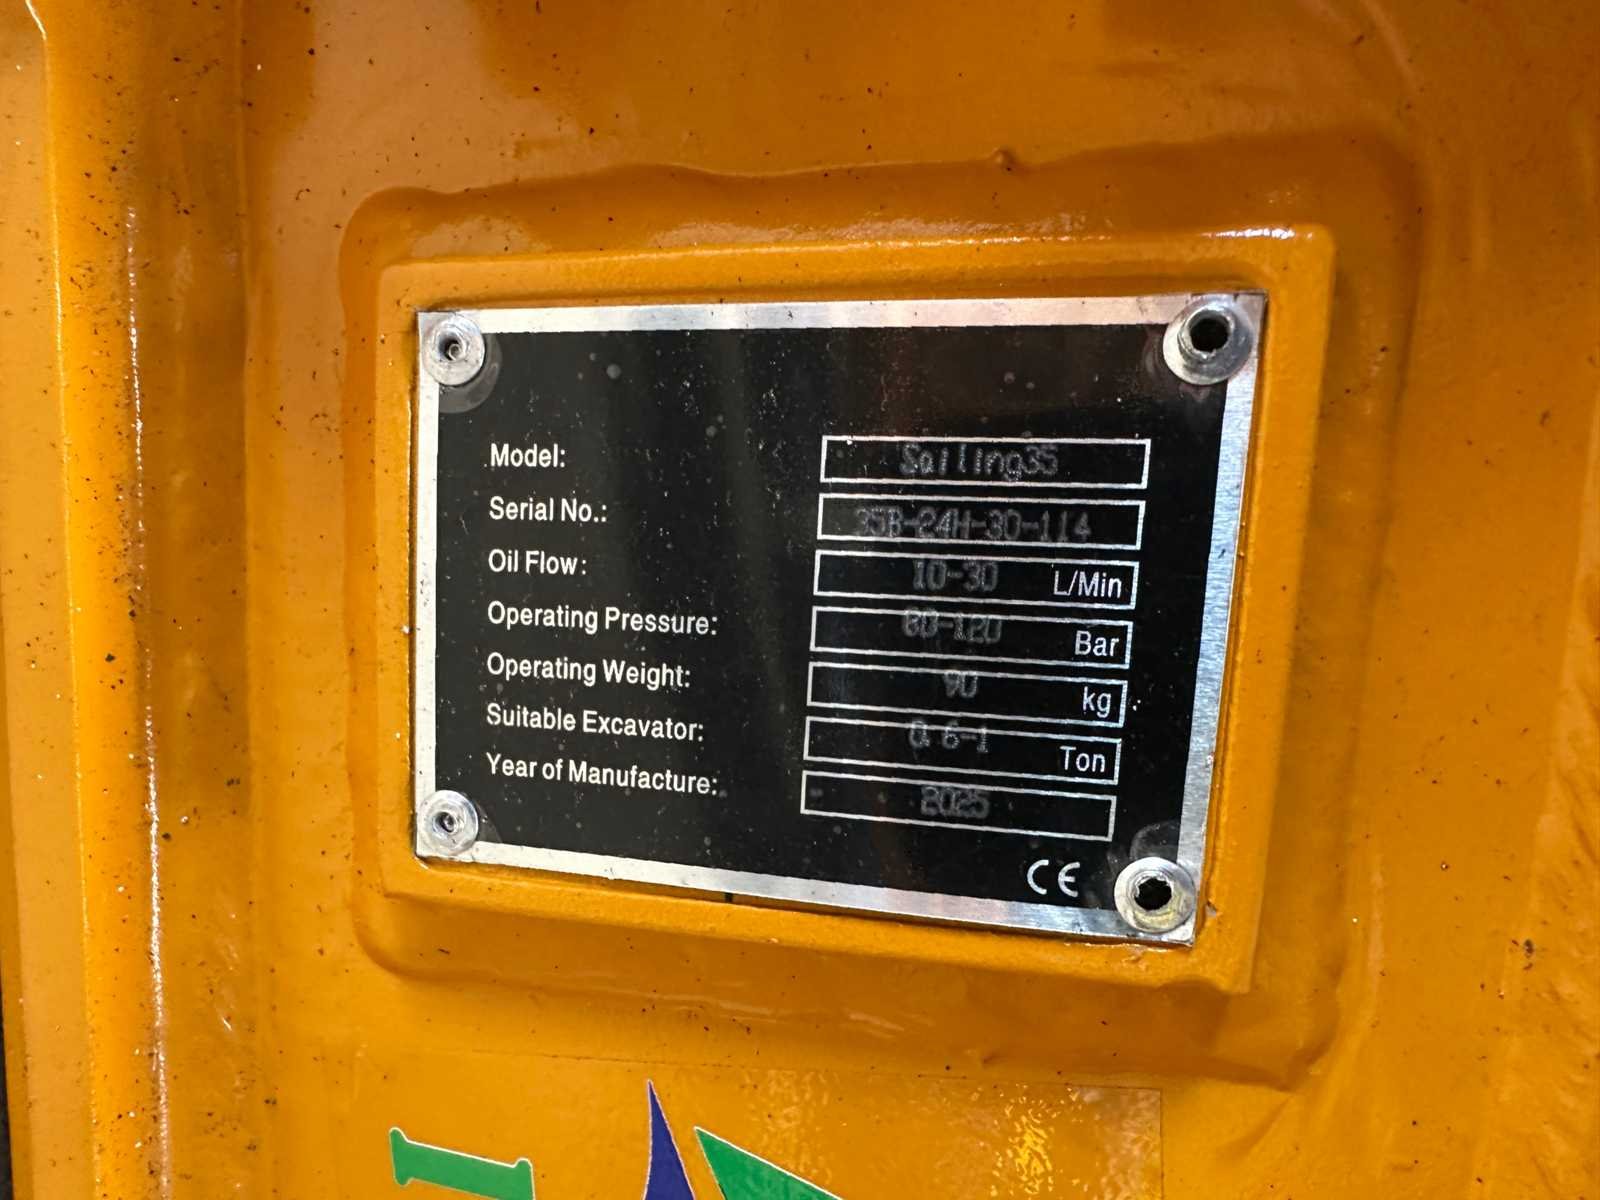 Model: Sailing35
Serial No.: 35B-24H-30-114
Oil Flow: 10-30 L/Min
Operating Pressure: 80-120 Bar
Operating Weight: 90 kg
Suitable Excavator: 0.6-1 Ton
Year of Manufacture: 2025
CE